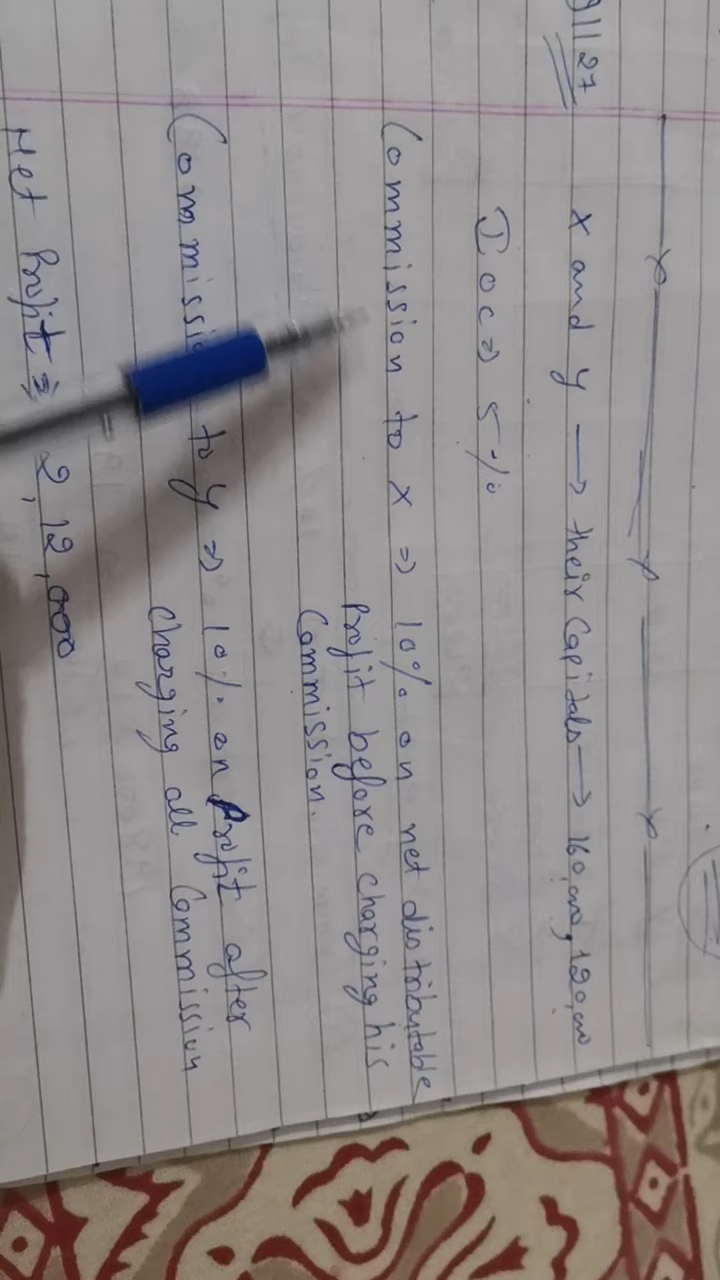 27
x and y → their Capitals → 160,000, 120,000
IOC ⇒ 5%
Commission to x ⇒ 10% on net distributable
Profit before charging his
Commission.
Commission to y ⇒ 10% on Profit after
charging all Commission
Net Profit ⇒ 2,12,000